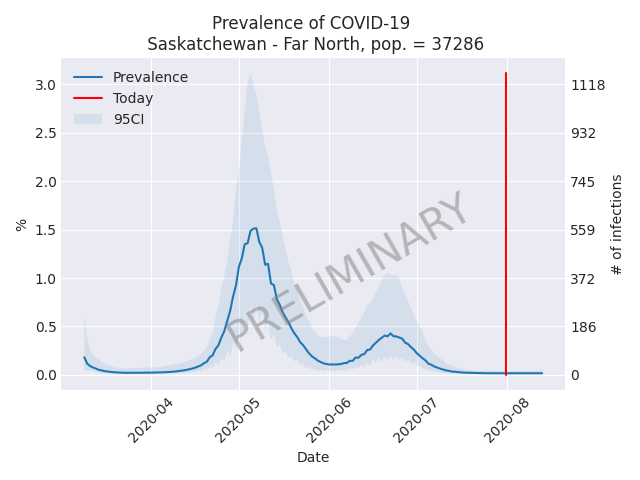 Prevalence of COVID-19
Saskatchewan - Far North, pop. = 37286
Prevalence
Today
95CI
3.0
2.5
2.0
1.5
1.0
0.5
0.0
%
1118
932
745
559
372
186
0
# of infections
PRELIMINARY
2020-04
2020-05
2020-06
2020-07
2020-08
Date